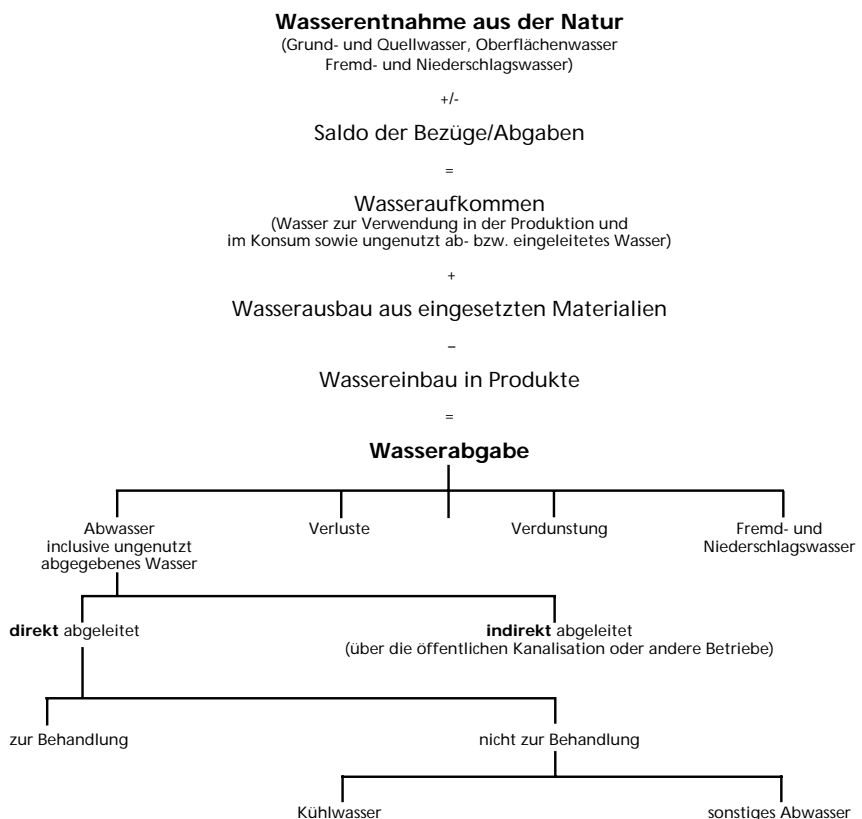 Wasserentnahme aus der Natur
(Grund- und Quellwasser, Oberflächenwasser
Fremd- und Niederschlagswasser)
+/-
Saldo der Bezüge/Abgaben
=
Wasseraufkommen
(Wasser zur Verwendung in der Produktion und
im Konsum sowie ungenutzt ab- bzw. eingeleitetes Wasser)
+
Wasserausbau aus eingesetzten Materialien
–
Wassereinbau in Produkte
=
Wasserabgabe
Abwasser
inclusive ungenutzt
abgegebenes Wasser
Verluste
Verdunstung
Fremd- und
Niederschlagswasser
direkt abgeleitet
indirekt abgeleitet
(über die öffentlichen Kanalisation oder andere Betriebe)
zur Behandlung
nicht zur Behandlung
Kühlwasser
sonstiges Abwasser